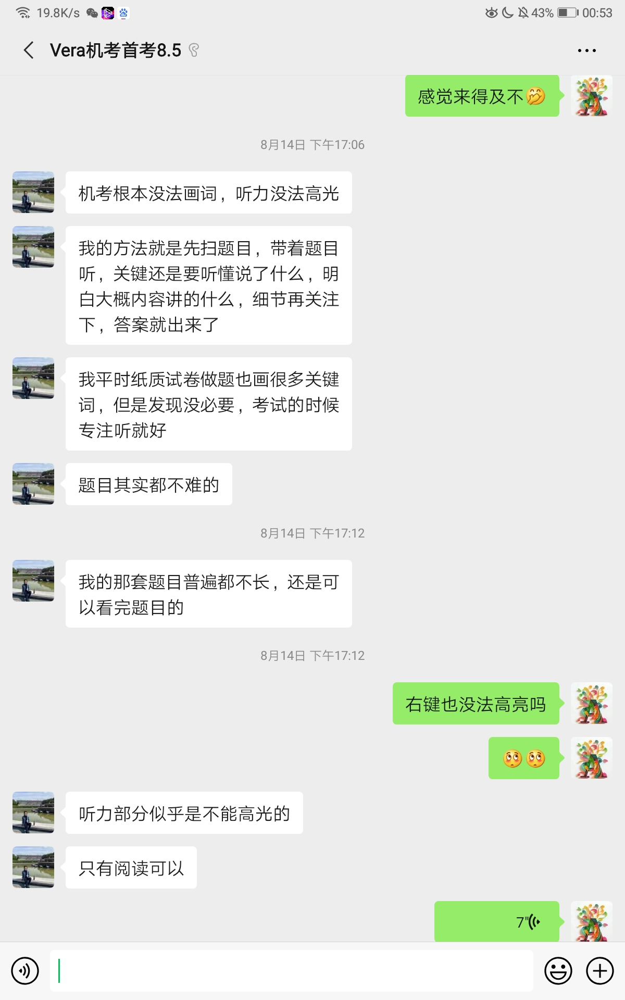 19.8K/s
43%
00:53
Vera机考首考8.5
感觉来得及不🤭
8月14日 下午17:06
机考根本没法画词，听力没法高光
我的方法就是先扫题目，带着题目
听，关键还是要听懂说了什么，明
白大概内容讲的什么，细节再关注
下，答案就出来了
我平时纸质试卷做题也画很多关键
词，但是发现没必要，考试的时候
专注听就好
题目其实都不难的
8月14日 下午17:12
我的那套题目普遍都不长，还是可
以看完题目的
8月14日 下午17:12
右键也没法高亮吗
🙄🙄
听力部分似乎是不能高光的
只有阅读可以
7"